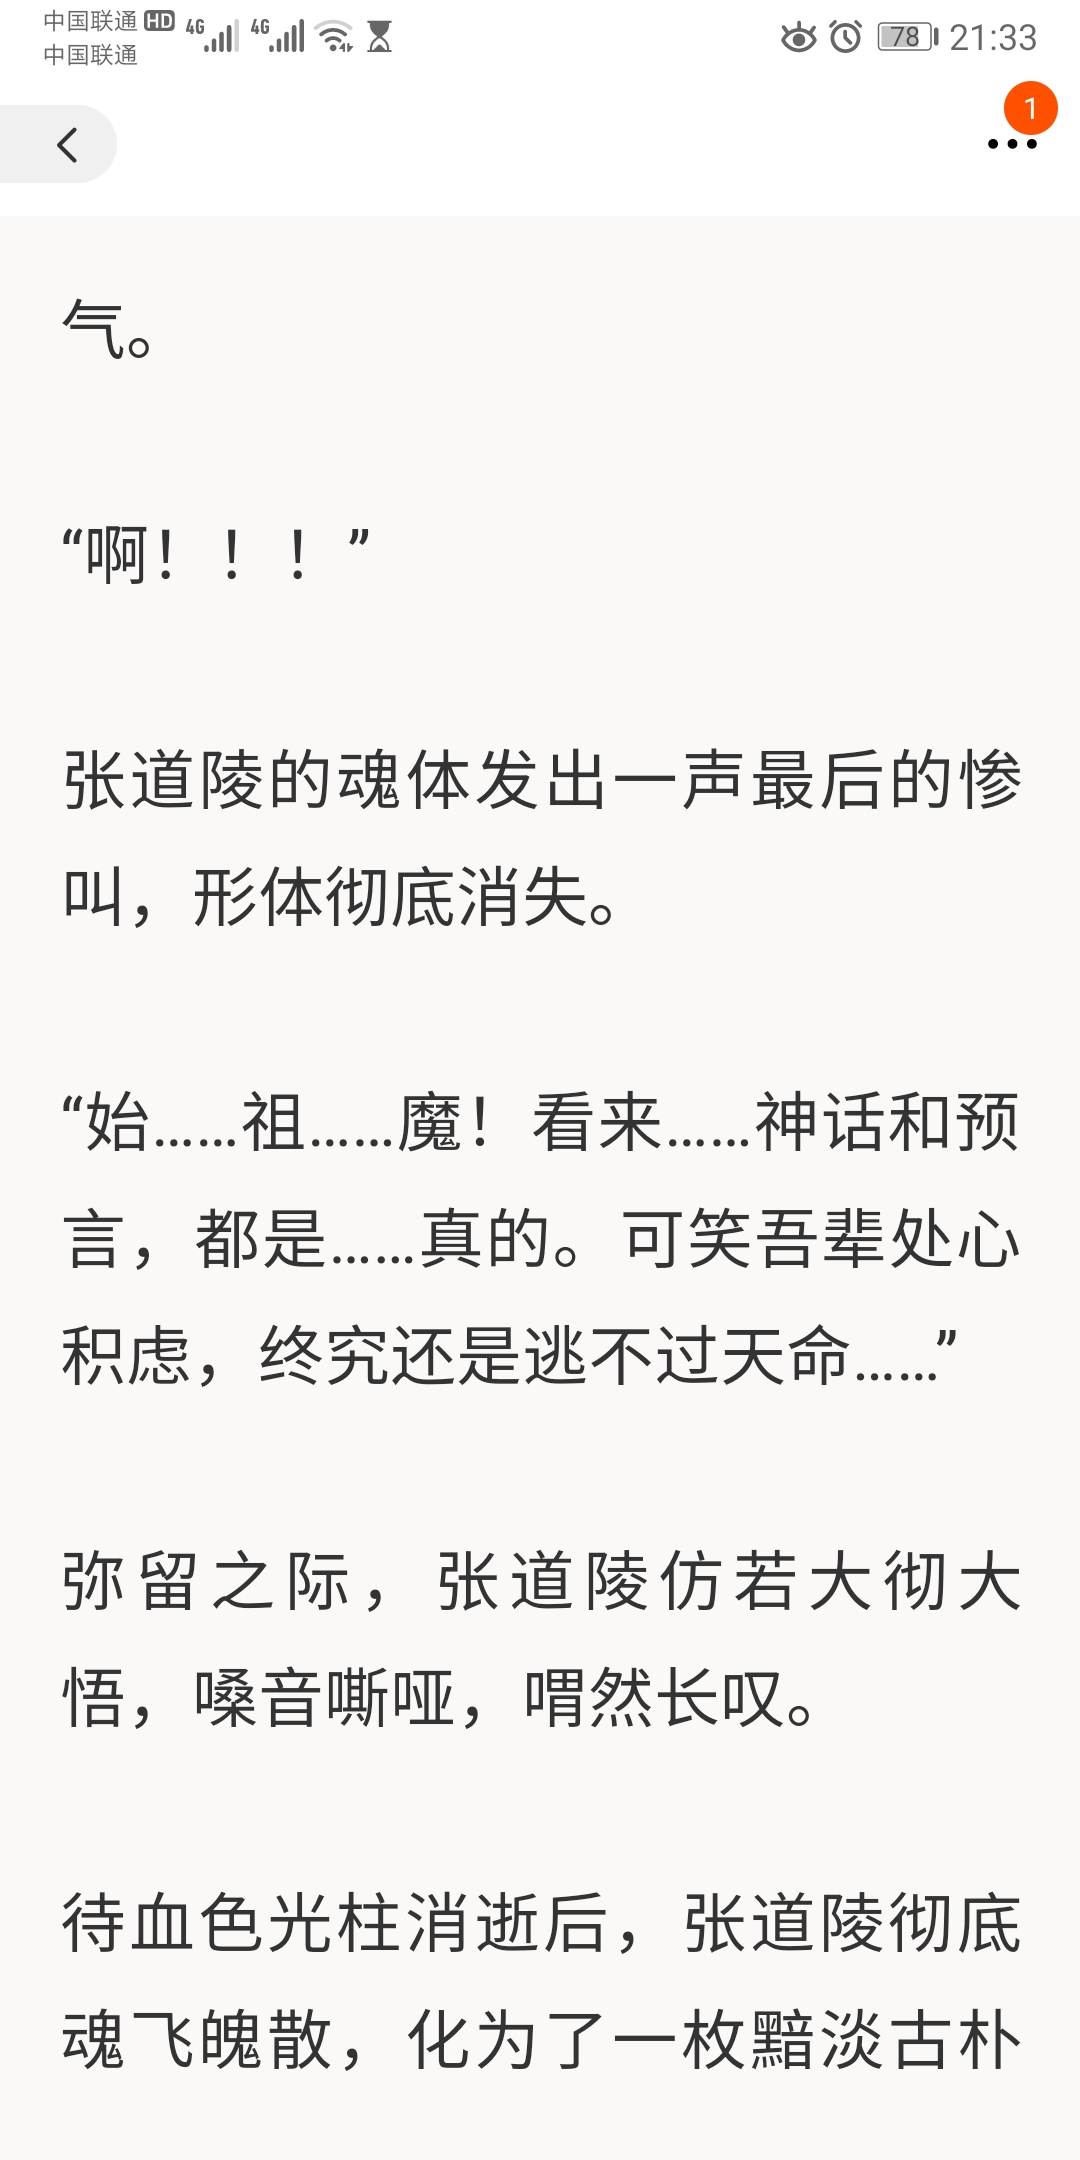 中国联通 HD 4G 4G 78 21:33
中国联通
1
气。
“啊！！！”
张道陵的魂体发出一声最后的惨
叫，形体彻底消失。
“始……祖……魔！看来……神话和预
言，都是……真的。可笑吾辈处心
积虑，终究还是逃不过天命……”
弥留之际，张道陵仿若大彻大
悟，嗓音嘶哑，喟然长叹。
待血色光柱消逝后，张道陵彻底
魂飞魄散，化为了一枚黯淡古朴